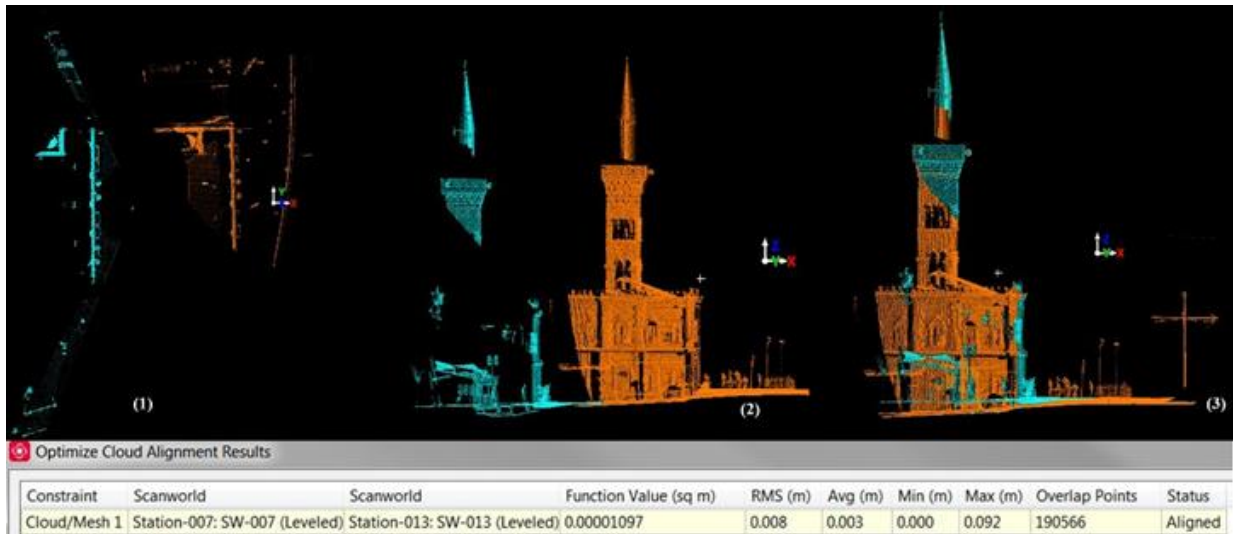 (1)
(2)
(3)
Optimize Cloud Alignment Results
Constraint Scanworld Scanworld Function Value (sq m) RMS (m) Avg (m) Min (m) Max (m) Overlap Points Status
Cloud/Mesh 1 Station-007: SW-007 (Leveled) Station-013: SW-013 (Leveled) 0.00001097 0.008 0.003 0.000 0.092 190566 Aligned